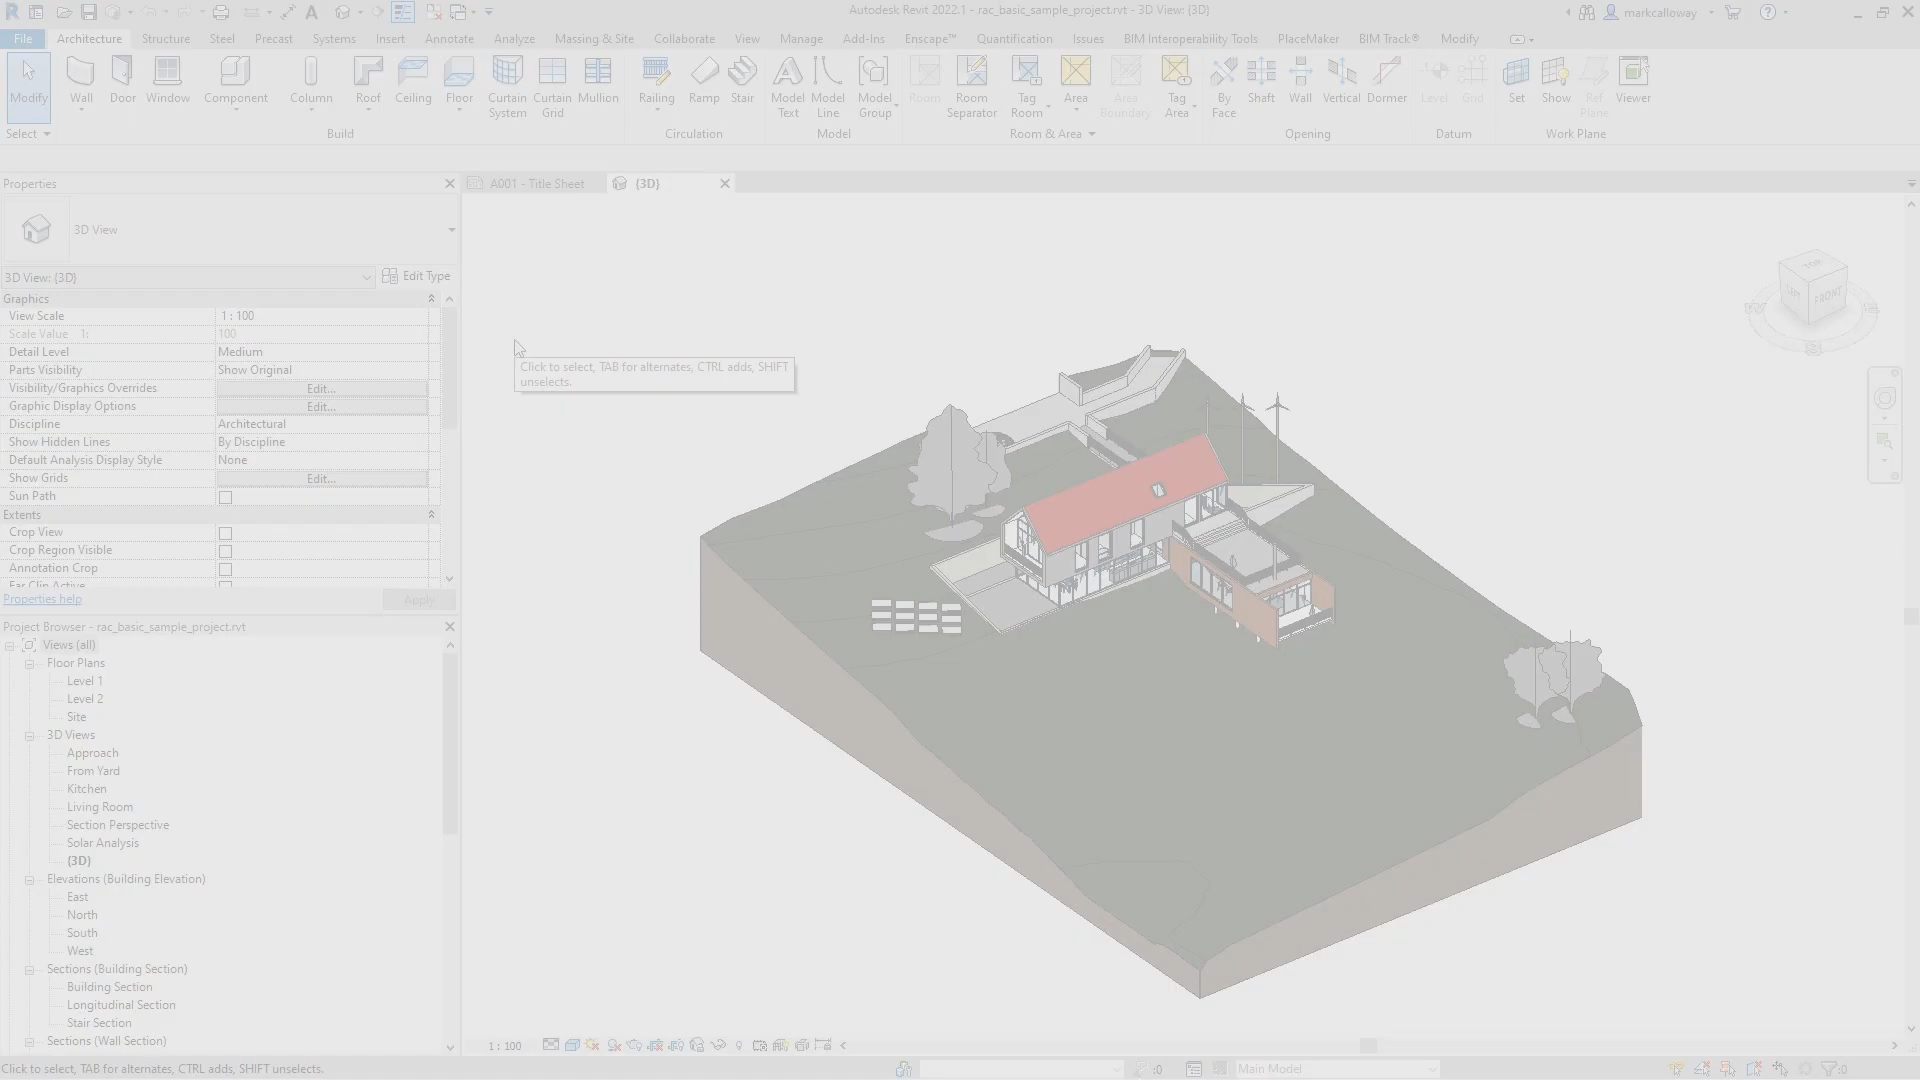 Autodesk Revit 2022.1 - rac_basic_sample_project.rvt - 3D View: {3D}
markcalloway
File Architecture Structure Steel Precast Systems Insert Annotate Analyze Massing & Site Collaborate View Manage Add-Ins Enscape™ Quantification Issues BIM Interoperability Tools PlaceMaker BIM Track® Modify
Modify Wall Door Window Component Column Roof Ceiling Floor Curtain System Curtain Grid Mullion Railing Ramp Stair Model Text Model Line Model Group Room Room Separator Tag Room Area Area Boundary Tag Area By Face Shaft Wall Vertical Dormer Level Grid Set Show Ref Plane Viewer
Select Build Circulation Model Room & Area Opening Datum Work Plane
Properties
A001 - Title Sheet
{3D}
3D View
3D View: {3D}
Edit Type
Graphics
View Scale 1 : 100
Scale Value 1: 100
Detail Level Medium
Parts Visibility Show Original
Visibility/Graphics Overrides Edit...
Graphic Display Options Edit...
Discipline Architectural
Show Hidden Lines By Discipline
Default Analysis Display Style None
Show Grids Edit...
Sun Path
Extents
Crop View
Crop Region Visible
Annotation Crop
Far Clip Active
Properties help
Apply
Click to select, TAB for alternates, CTRL adds, SHIFT
unselects.
TOP
FRONT
S
Project Browser - rac_basic_sample_project.rvt
Views (all)
Floor Plans
Level 1
Level 2
Site
3D Views
Approach
From Yard
Kitchen
Living Room
Section Perspective
Solar Analysis
{3D}
Elevations (Building Elevation)
East
North
South
West
Sections (Building Section)
Building Section
Longitudinal Section
Stair Section
Sections (Wall Section)
1 : 100
Click to select, TAB for alternates, CTRL adds, SHIFT unselects.
:0
Main Model
:0